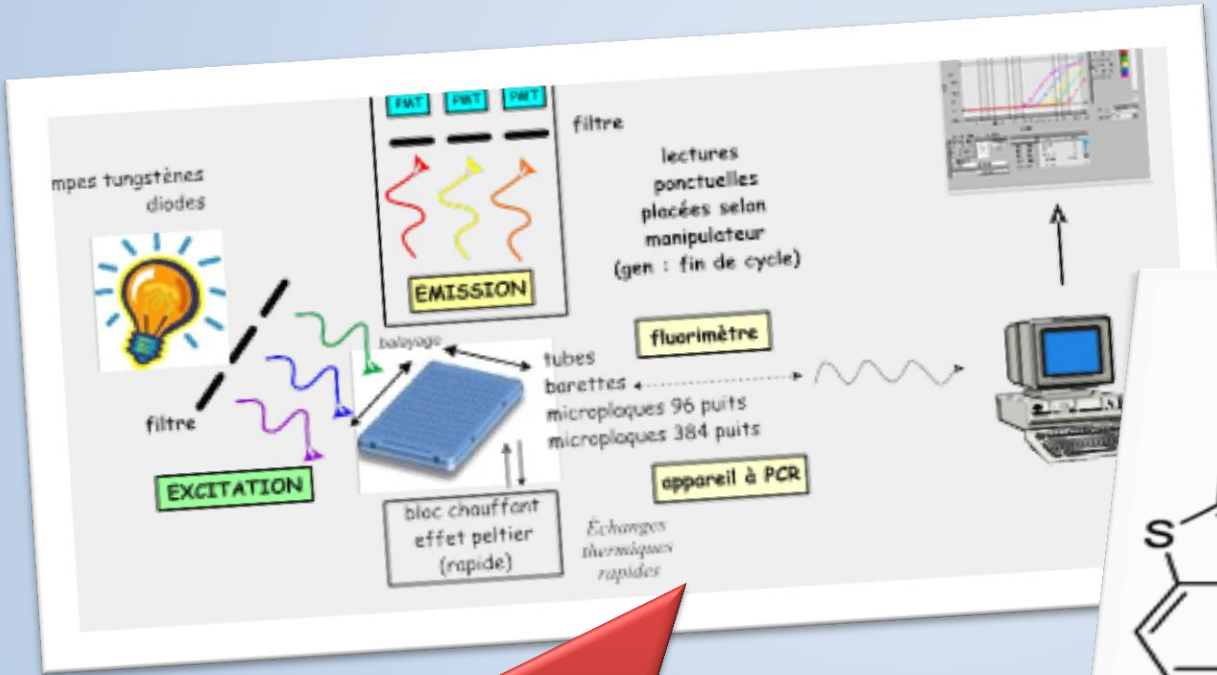 PMT PMT PMT
filtre
mpes tungstènes
diodes
lectures
ponctuelles
placées selon
manipulateur
(gen : fin de cycle)
EMISSION
fluorimètre
balayage
tubes
barettes
microplaques 96 puits
microplaques 384 puits
filtre
EXCITATION
appareil à PCR
bloc chauffant
effet peltier
(rapide)
Échanges
thermiques
rapides
S